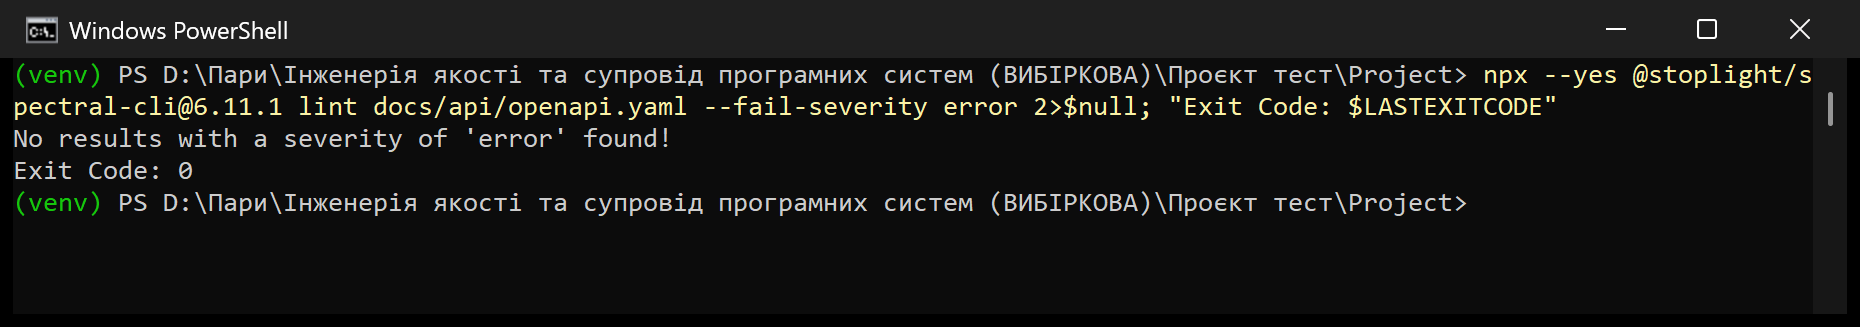 Windows PowerShell
(venv) PS D:\Пари\Інженерія якості та супровід програмних систем (ВИБІРКОВА)\Проєкт тест\Project> npx --yes @stoplight/s
pectral-cli@6.11.1 lint docs/api/openapi.yaml --fail-severity error 2>$null; "Exit Code: $LASTEXITCODE"
No results with a severity of 'error' found!
Exit Code: 0
(venv) PS D:\Пари\Інженерія якості та супровід програмних систем (ВИБІРКОВА)\Проєкт тест\Project>